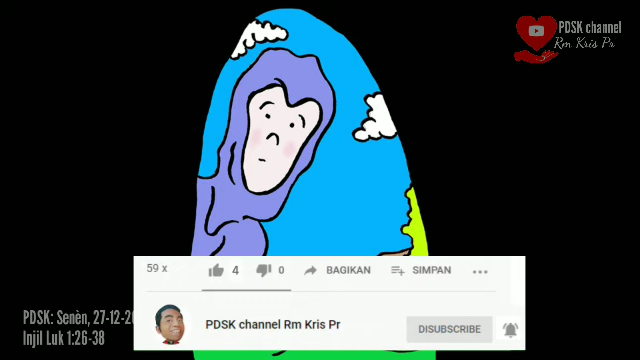 PDSK channel
Rm Kris Pr
59 x 4 0 BAGIKAN SIMPAN
PDSK channel Rm Kris Pr
DISUBSCRIBE
PDSK: Senèn, 27-12-20
Injil Luk 1:26-38